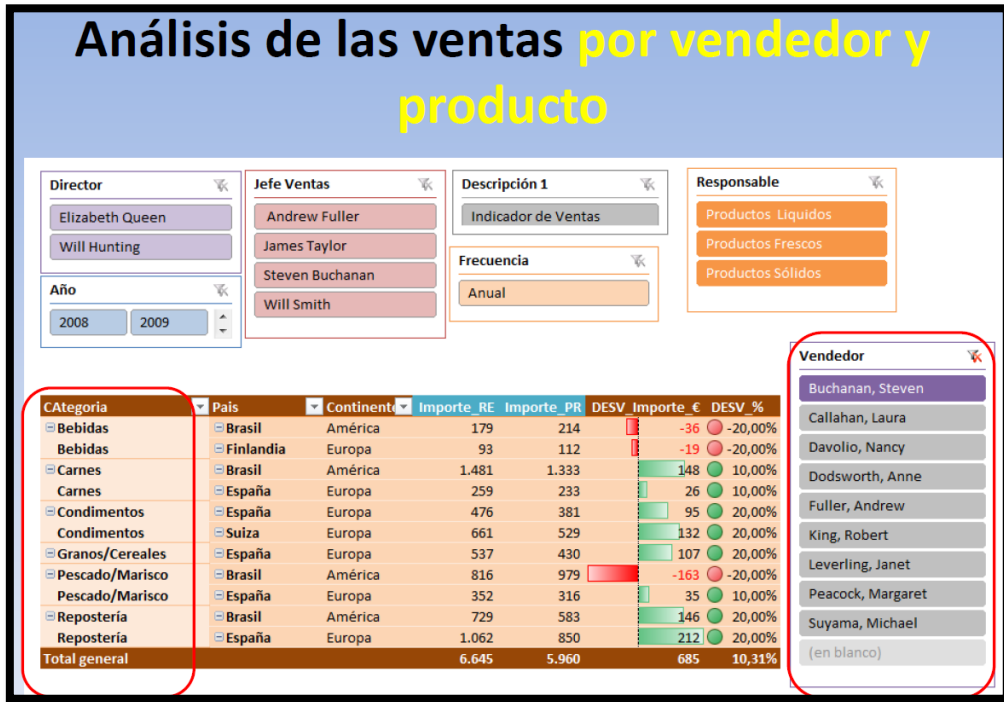 Análisis de las ventas por vendedor y
producto
Director
Elizabeth Queen
Will Hunting
Año
2008 2009
Jefe Ventas
Andrew Fuller
James Taylor
Steven Buchanan
Will Smith
Descripción 1
Indicador de Ventas
Frecuencia
Anual
Responsable
Productos Liquidos
Productos Frescos
Productos Sólidos
Vendedor
Buchanan, Steven
Callahan, Laura
Davolio, Nancy
Dodsworth, Anne
Fuller, Andrew
King, Robert
Leverling, Janet
Peacock, Margaret
Suyama, Michael
(en blanco)
CAtegoria Pais Importe_RE Importe_PR DESV_Importe_€ DESV_%
Bebidas Brasil América 179 214 -36 -20,00%
Bebidas Finlandia Europa 93 112 -19 -20,00%
Carnes Brasil América 1.481 1.333 148 10,00%
Carnes España Europa 259 233 26 10,00%
Condimentos España Europa 476 381 95 20,00%
Condimentos Suiza Europa 661 529 132 20,00%
Granos/Cereales España Europa 537 430 107 20,00%
Pescado/Marisco Brasil América 816 979 -163 -20,00%
Pescado/Marisco España Europa 352 316 35 10,00%
Repostería Brasil América 729 583 146 20,00%
Repostería España Europa 1.062 850 212 20,00%
Total general 6.645 5.960 685 10,31%